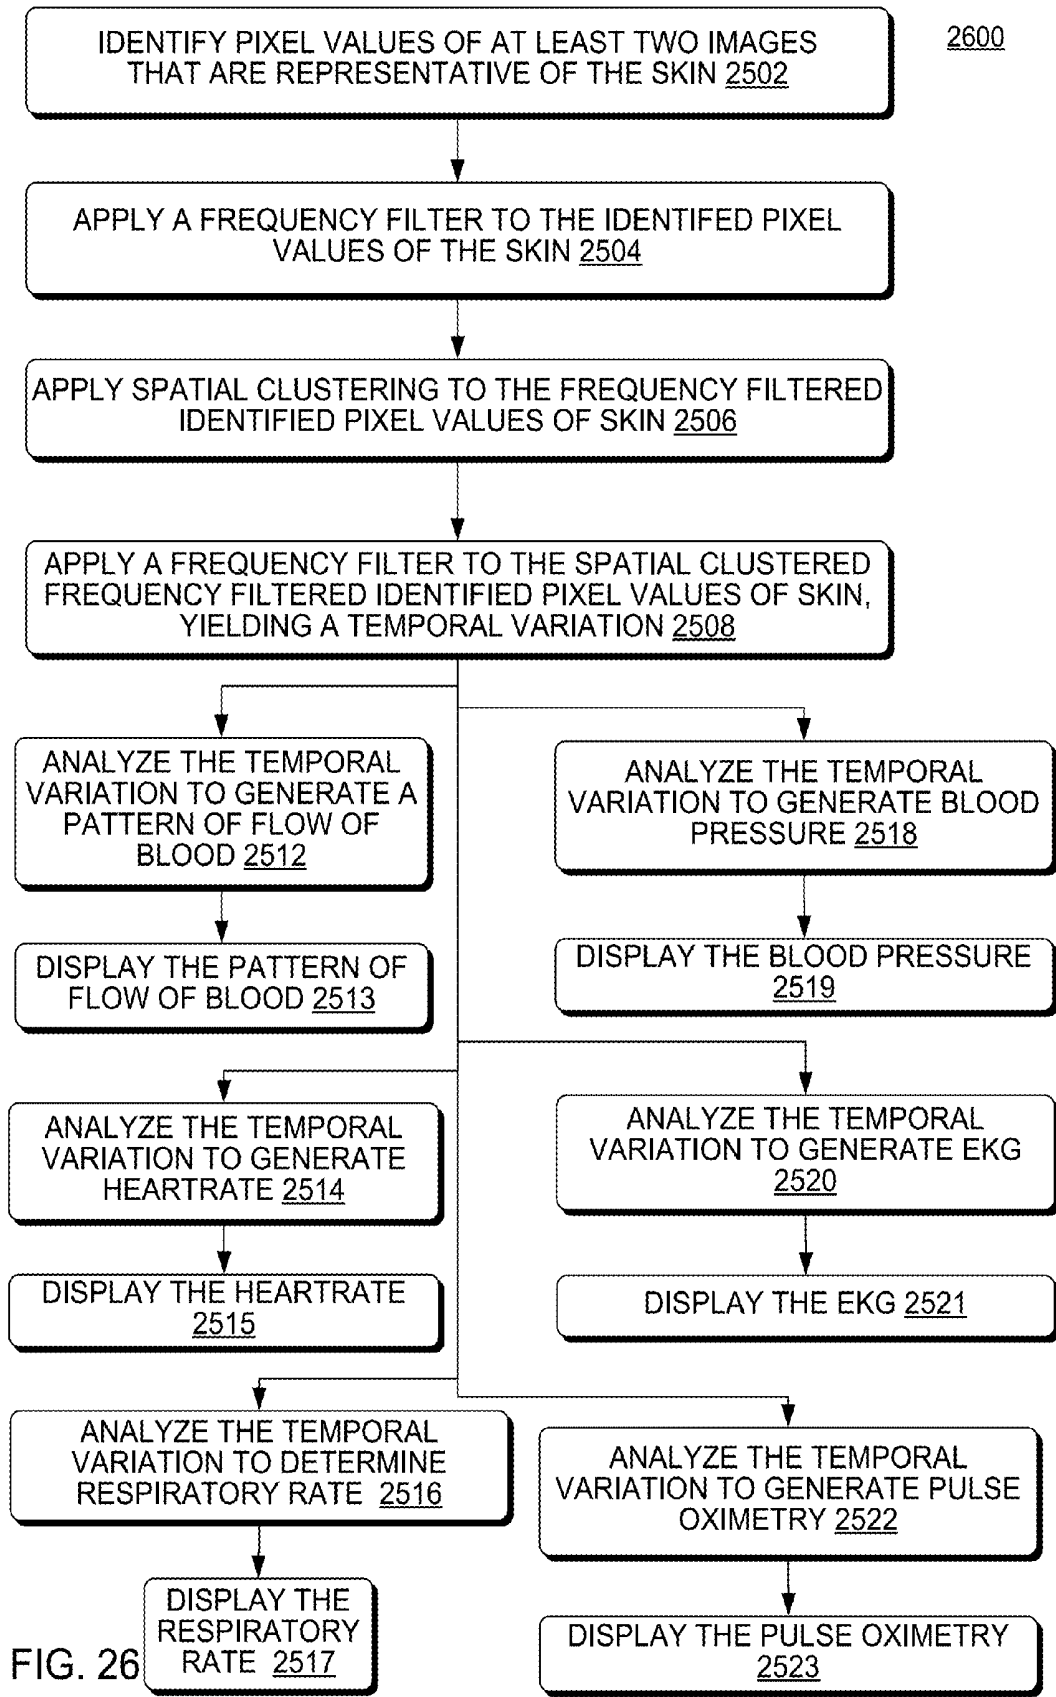 IDENTIFY PIXEL VALUES OF AT LEAST TWO IMAGES
THAT ARE REPRESENTATIVE OF THE SKIN 2502
2600
APPLY A FREQUENCY FILTER TO THE IDENTIFED PIXEL
VALUES OF THE SKIN 2504
APPLY SPATIAL CLUSTERING TO THE FREQUENCY FILTERED
IDENTIFIED PIXEL VALUES OF SKIN 2506
APPLY A FREQUENCY FILTER TO THE SPATIAL CLUSTERED
FREQUENCY FILTERED IDENTIFIED PIXEL VALUES OF SKIN,
YIELDING A TEMPORAL VARIATION 2508
ANALYZE THE TEMPORAL
VARIATION TO GENERATE A
PATTERN OF FLOW OF
BLOOD 2512
ANALYZE THE TEMPORAL
VARIATION TO GENERATE BLOOD
PRESSURE 2518
DISPLAY THE PATTERN OF
FLOW OF BLOOD 2513
DISPLAY THE BLOOD PRESSURE
2519
ANALYZE THE TEMPORAL
VARIATION TO GENERATE
HEARTRATE 2514
ANALYZE THE TEMPORAL
VARIATION TO GENERATE EKG
2520
DISPLAY THE HEARTRATE
2515
DISPLAY THE EKG 2521
ANALYZE THE TEMPORAL
VARIATION TO DETERMINE
RESPIRATORY RATE 2516
ANALYZE THE TEMPORAL
VARIATION TO GENERATE PULSE
OXIMETRY 2522
DISPLAY THE
RESPIRATORY
RATE 2517
DISPLAY THE PULSE OXIMETRY
2523
FIG. 26